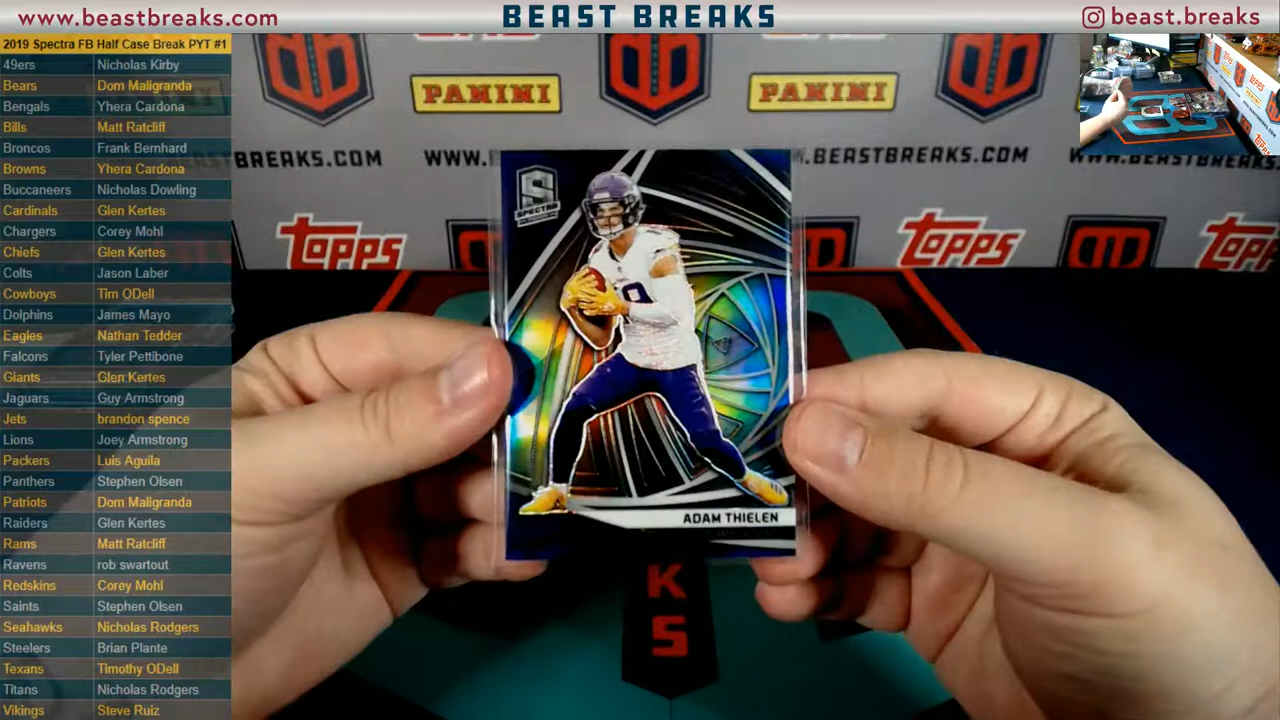 www.beastbreaks.com
BEAST BREAKS
beast.breaks
2019 Spectra FB Half Case Break PYT #1
49ers Nicholas Kirby
Bears Dom Maligranda
Bengals Yhera Cardona
Bills Matt Ratcliff
Broncos Frank Bernhard
Browns Yhera Cardona
Buccaneers Nicholas Dowling
Cardinals Glen Kertes
Chargers Corey Mohl
Chiefs Glen Kertes
Colts Jason Laber
Cowboys Tim ODell
Dolphins James Mayo
Eagles Nathan Tedder
Falcons Tyler Pettibone
Giants Glen Kertes
Jaguars Guy Armstrong
Jets brandon spence
Lions Joey Armstrong
Packers Luis Aguila
Panthers Stephen Olsen
Patriots Dom Maligranda
Raiders Glen Kertes
Rams Matt Ratcliff
Ravens rob swartout
Redskins Corey Mohl
Saints Stephen Olsen
Seahawks Nicholas Rodgers
Steelers Brian Plante
Texans Timothy ODell
Titans Nicholas Rodgers
Vikings Steve Ruiz
PANINI
PANINI
BREAKS.COM
WWW.
.BEASTBREAKS.COM
WWW.BEASTBREAKS
topps
topps
topps
S
SPECTRA
19
ADAM THIELEN
K
S